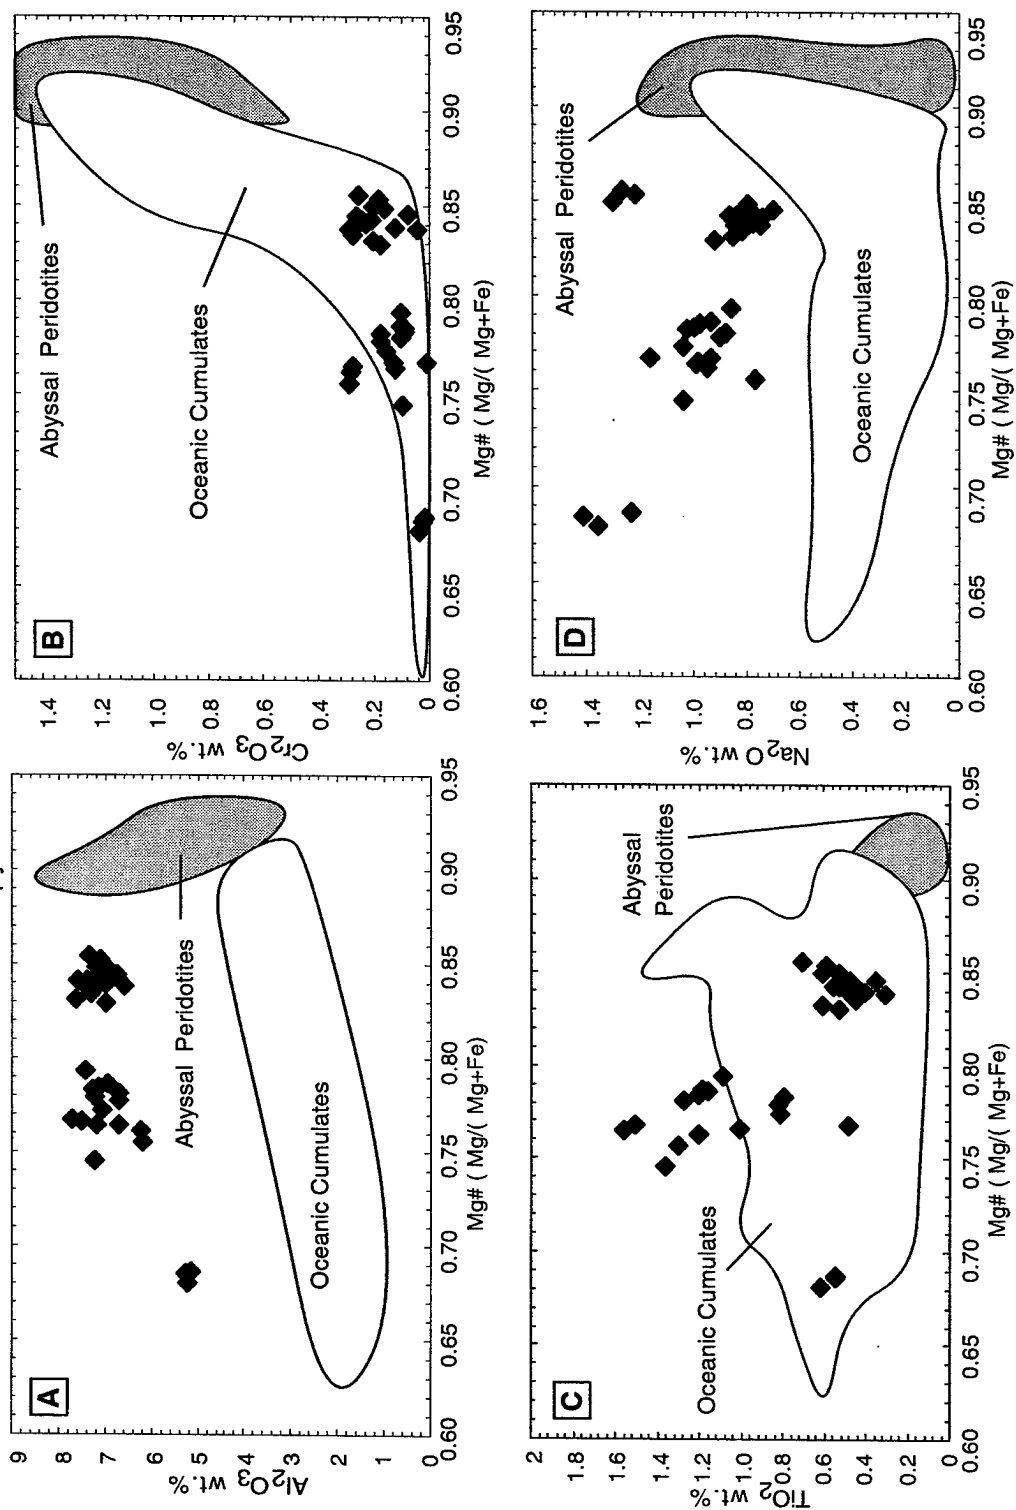 A
9
8
7
6
5
4
3
2
1
0
Al₂O₃ wt.%
Abyssal Peridotites
Oceanic Cumulates
0.60 0.65 0.70 0.75 0.80 0.85 0.90 0.95
Mg# ( Mg/( Mg+Fe)
B
1.4
1.2
1.0
0.8
0.6
0.4
0.2
0
Cr₂O₃ wt.%
Abyssal Peridotites
Oceanic Cumulates
0.60 0.65 0.70 0.75 0.80 0.85 0.90 0.95
Mg# ( Mg/( Mg+Fe)
C
2
1.8
1.6
1.4
1.2
1.0
0.8
0.6
0.4
0.2
0
TiO₂ wt.%
Abyssal
Peridotites
Oceanic Cumulates
0.60 0.65 0.70 0.75 0.80 0.85 0.90 0.95
Mg# ( Mg/( Mg+Fe)
D
1.6
1.4
1.2
1.0
0.8
0.6
0.4
0.2
0
Na₂O wt.%
Abyssal Peridotites
Oceanic Cumulates
0.60 0.65 0.70 0.75 0.80 0.85 0.90 0.95
Mg# ( Mg/( Mg+Fe)